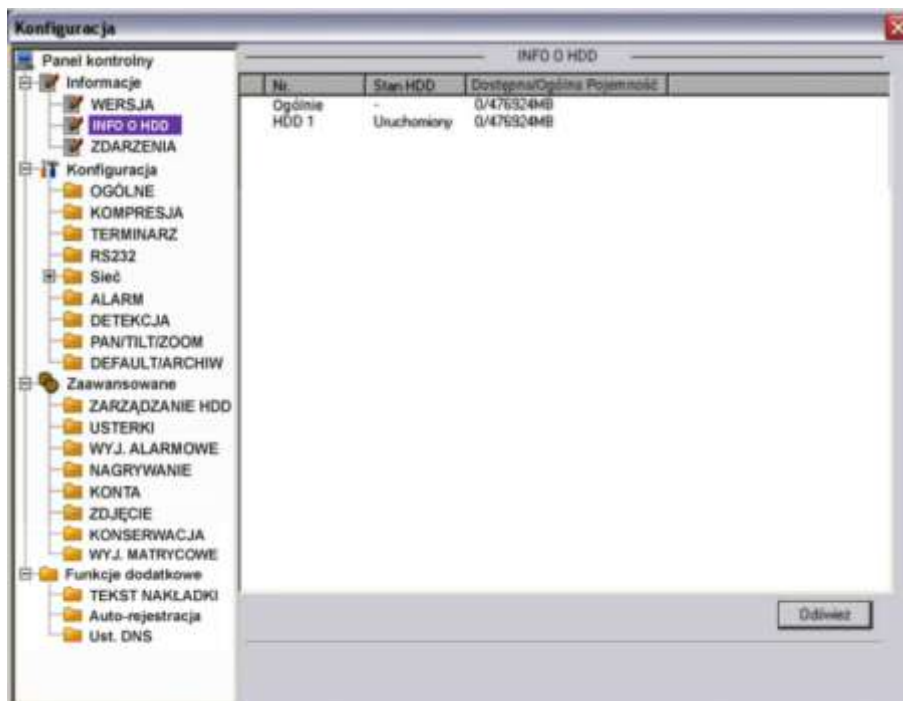 Konfiguracja
Panel kontrolny
Informacje
WERSJA
INFO O HDD
ZDARZENIA
Konfiguracja
OGÓLNE
KOMPRESJA
TERMINARZ
RS232
Sieć
ALARM
DETEKCJA
PAN/TILT/ZOOM
DEFAULT/ARCHIW
Zaawansowane
ZARZĄDZANIE HDD
USTERKI
WYJ. ALARMOWE
NAGRYWANIE
KONTA
ZDJĘCIE
KONSERWACJA
WYJ. MATRYCOWE
Funkcje dodatkowe
TEKST NAKŁADKI
Auto-rejestracja
Ust. DNS
INFO O HDD
Nr. Stan HDD Dostępna/Ogólna Pojemność
Ogólnie - 0/476924MB
HDD 1 Uruchomiony 0/476924MB
Odśwież